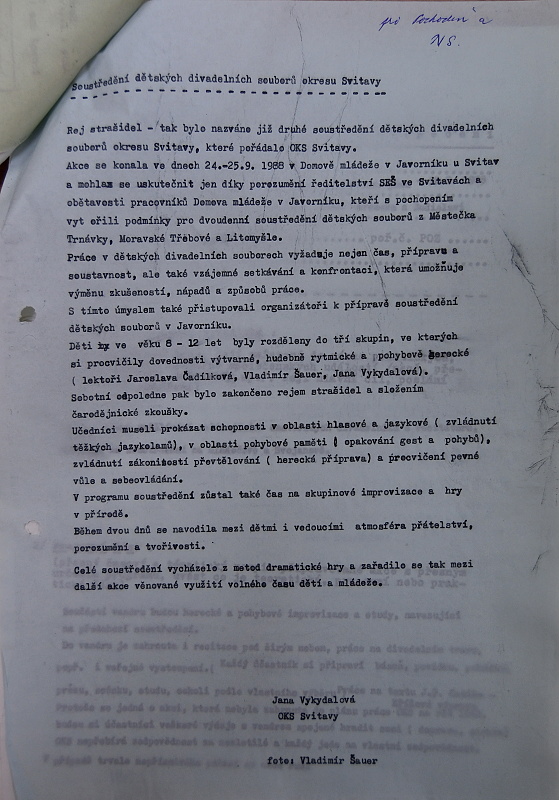 pro Pochodeň a
NS.
Soustředění dětských divadelních souborů okresu Svitavy
Rej strašidel - tak bylo nazváne již druhé soustředění dětských divadelních
souborů okresu Svitavy, které pořádalo OKS Svitavy.
Akce se konala ve dnech 24.-25.9. 1988 v Domově mládeže v Javorníku u Svitav
a mohlax se uskutečnit jen díky porozumění ředitelství SEŠ ve Svitavách a
obětavosti pracovníků Domova mládeže v Javorníku, kteří s pochopením
vyt ořili podmínky pro dvoudenní soustředění dětských souborů z Městečka
Trnávky, Moravské Třebové a Litomyšle.
Práce v dětských divadelních souborech vyžaduje nejen čas, přípravu a
soustavnost, ale také vzájemné setkávání a konfrontaci, která umožňuje
výměnu zkušeností, nápadů a způsobů práce.
S tímto úmyslem také přistupovali organizátoři k přípravě soustředění
dětských souborů v Javorníku.
Děti ve věku 8 - 12 let byly rozděleny do tří skupin, ve kterých
si procvičily dovednosti výtvarné, hudebně rytmické a pohybově herecké
( lektoři Jaroslava Čadílková, Vladimír Šauer, Jana Vykydalová).
Sobotní odpoledne pak bylo zakončeno rejem strašidel a složením
čarodějnické zkoušky.
Učedníci museli prokázat schopnosti v oblasti hlasové a jazykové ( zvládnutí
těžkých jazykolamů), v oblasti pohybové paměti ( opakování gest a pohybů),
zvládnutí zákonitostí převtělování ( herecká příprava) a precvičení pevné
vůle a sebeovládání.
V programu soustředění zůstal také čas na skupinové improvizace a hry
v přírodě.
Během dvou dnů se navodila mezi dětmi i vedoucími atmosféra přátelství,
porozumění a tvořivosti.
Celé soustředění vycházelo z metod dramatické hry a zařadilo se tak mezi
další akce věnované využití volného času dětí a mládeže.
Jana Vykydalová
OKS Svitavy
foto: Vladimír Šauer